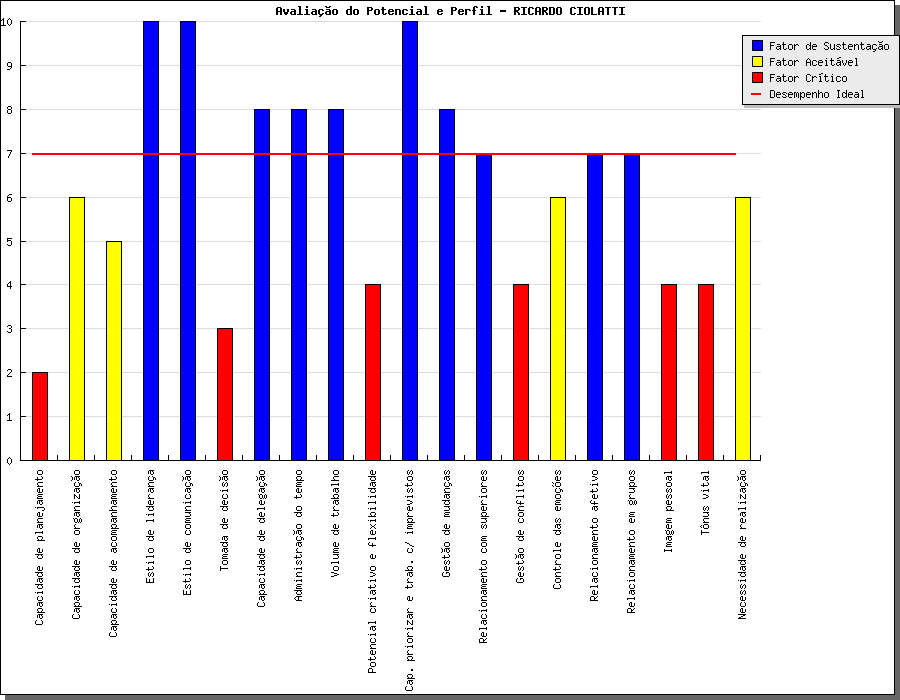 Avaliação do Potencial e Perfil - RICARDO CIOLATTI
Fator de Sustentação
Fator Aceitável
Fator Crítico
Desempenho Ideal
10
9
8
7
6
5
4
3
2
1
0
Capacidade de planejamento
Capacidade de organização
Capacidade de acompanhamento
Estilo de liderança
Estilo de comunicação
Tomada de decisão
Capacidade de delegação
Administração do tempo
Volume de trabalho
Potencial criativo e flexibilidade
Cap. priorizar e trab. c/ imprevistos
Gestão de mudanças
Relacionamento com superiores
Gestão de conflitos
Controle das emoções
Relacionamento afetivo
Relacionamento em grupos
Imagem pessoal
Tônus vital
Necessidade de realização